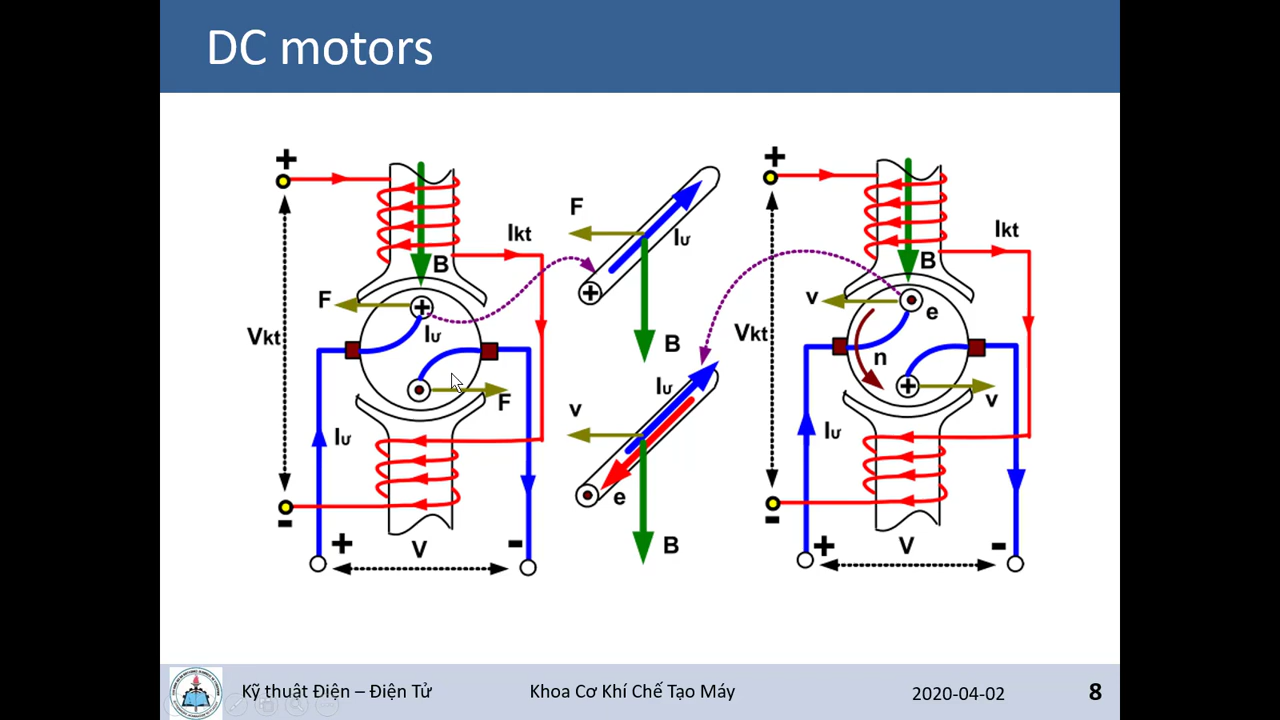 DC motors
+
Vkt
-
Ikt
B
F
+
Iư
F
Iư
+
V
-
F
Iư
+
B
Iư
v
e
B
+
Vkt
-
Ikt
B
v
e
n
+
v
Iư
+
V
-
Kỹ thuật Điện – Điện Tử
Khoa Cơ Khí Chế Tạo Máy
2020-04-02
8